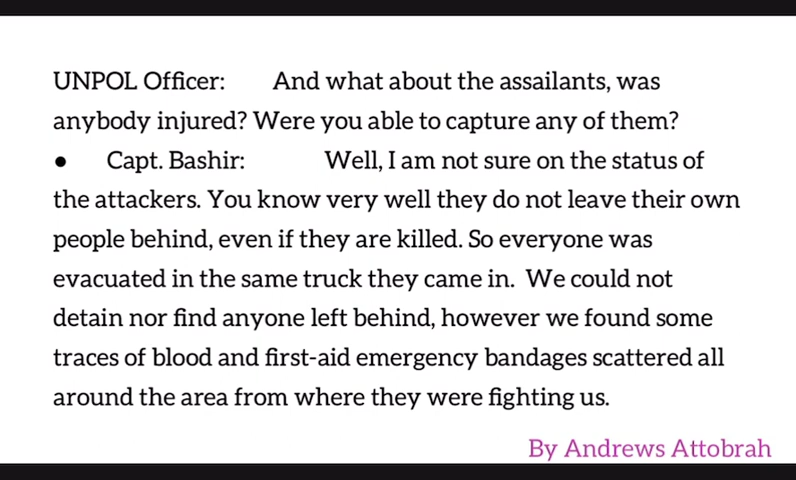 UNPOL Officer: And what about the assailants, was
anybody injured? Were you able to capture any of them?
● Capt. Bashir: Well, I am not sure on the status of
the attackers. You know very well they do not leave their own
people behind, even if they are killed. So everyone was
evacuated in the same truck they came in. We could not
detain nor find anyone left behind, however we found some
traces of blood and first-aid emergency bandages scattered all
around the area from where they were fighting us.
By Andrews Attobrah